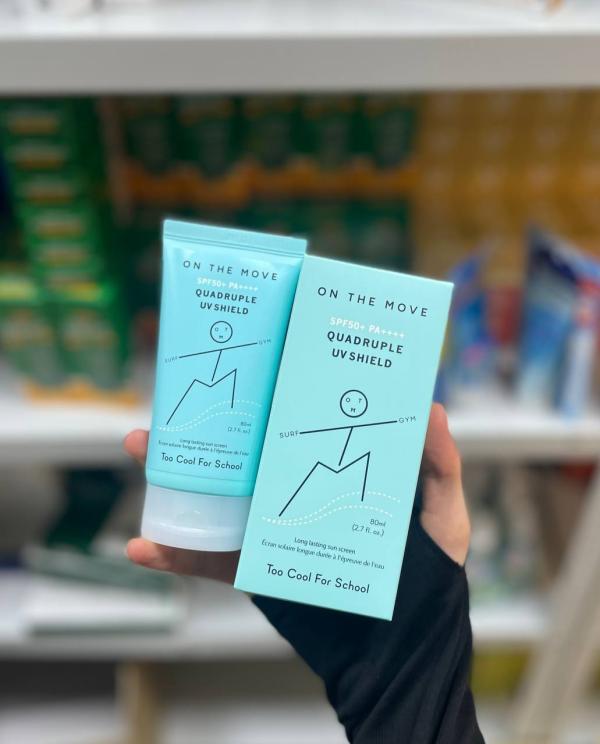 ON THE MOVE
SPF50+ PA++++
QUADRUPLE
UV SHIELD
O T
M
SURF
GYM
80ml
(2.7 fl. oz.)
Long lasting sun screen
Écran solaire longue durée à l'épreuve de l'eau
Too Cool For School
ON THE MOVE
SPF50+ PA++++
QUADRUPLE
UV SHIELD
O T
M
SURF
GYM
80ml
(2.7 fl. oz.)
Long lasting sun screen
Écran solaire longue durée à l'épreuve de l'eau
Too Cool For School